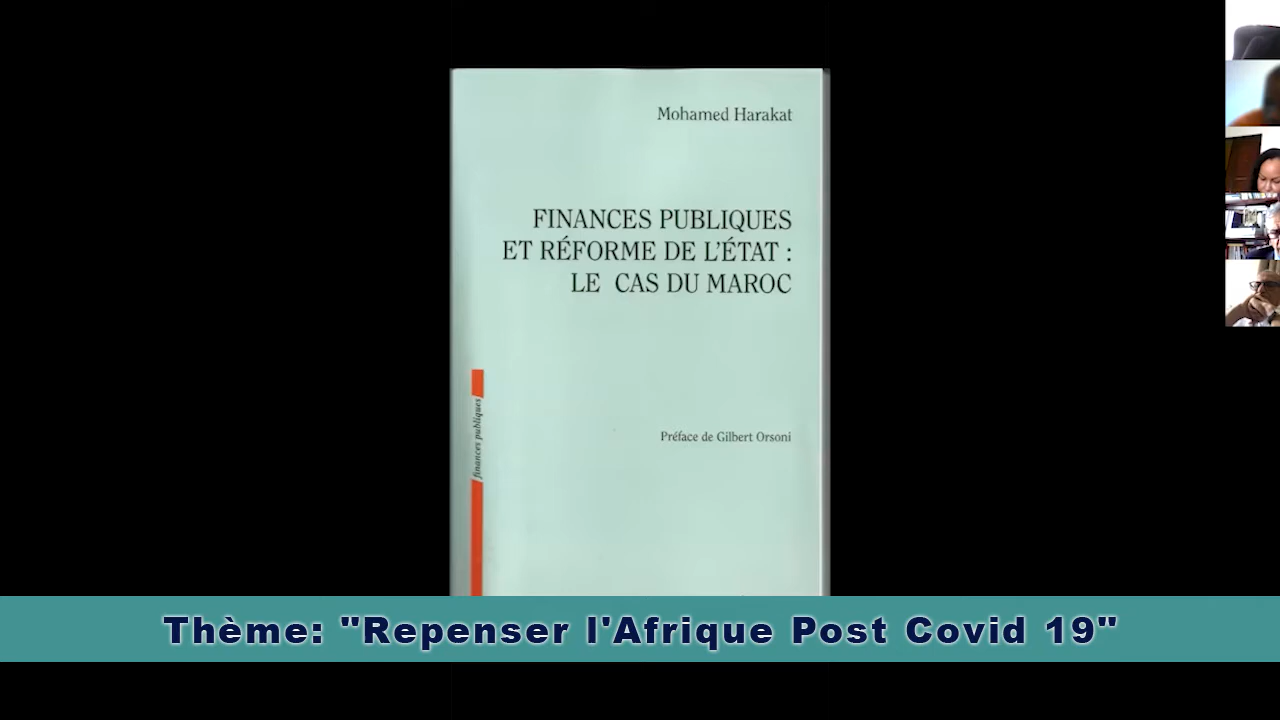 Mohamed Harakat
FINANCES PUBLIQUES
ET RÉFORME DE L'ÉTAT :
LE CAS DU MAROC
finances publiques
Préface de Gilbert Orsoni
Thème: "Repenser l'Afrique Post Covid 19"